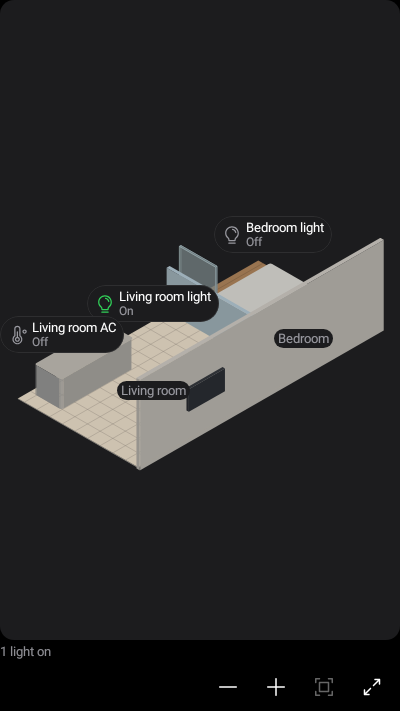 Bedroom light
Off
Living room light
On
Living room AC
Off
Bedroom
Living room
1 light on